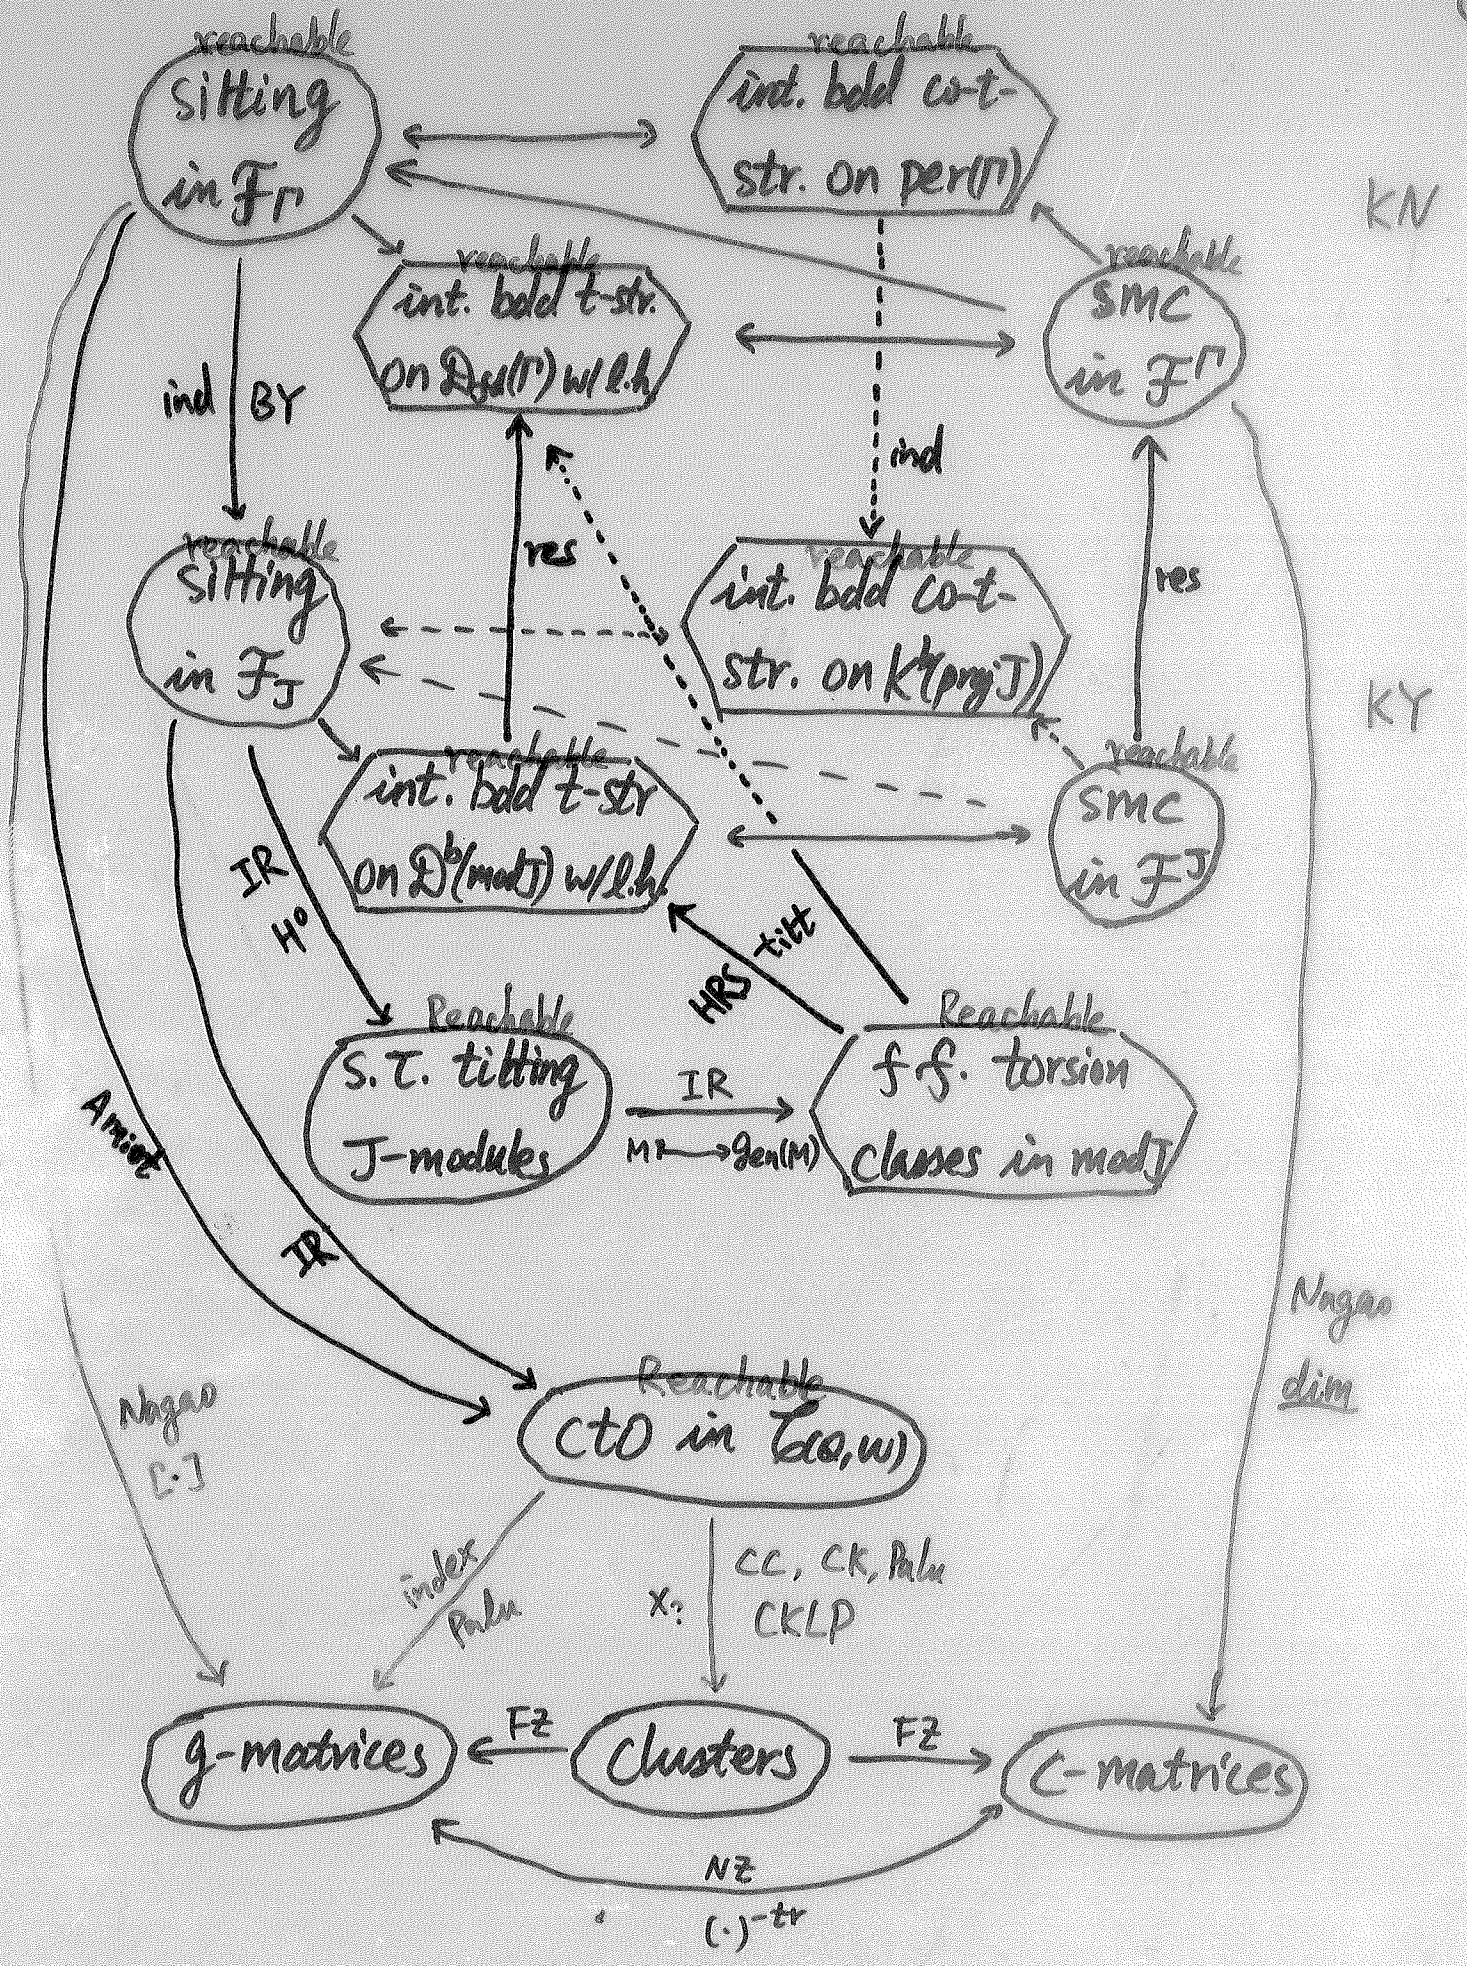 reachable
silting
in F_Γ
reachable
int. bdd co-t-
str. on per(Γ)
KN
reachable
int. bdd t-str.
on D_fd(Γ) w/ l.h.
reachable
SMC
in F^Γ
ind
BY
ind
res
res
reachable
silting
in F_J
reachable
int. bdd co-t-
str. on K^b(proj J)
KY
reachable
int. bdd t-str
on D^b(mod J) w/ l.h.
reachable
SMC
in F^J
IR
H^0
HRS tilt
Reachable
s.τ. tilting
J-modules
IR
M ↦ gen(M)
Reachable
f.f. torsion
classes in mod J
Amiot
IR
Nagao
dim
Reachable
cto in C(Q,W)
Nagao
[·]
index
Palu
X?
CC, CK, Palu
CKLP
g-matrices
FZ
clusters
FZ
C-matrices
NZ
(·)^-tr